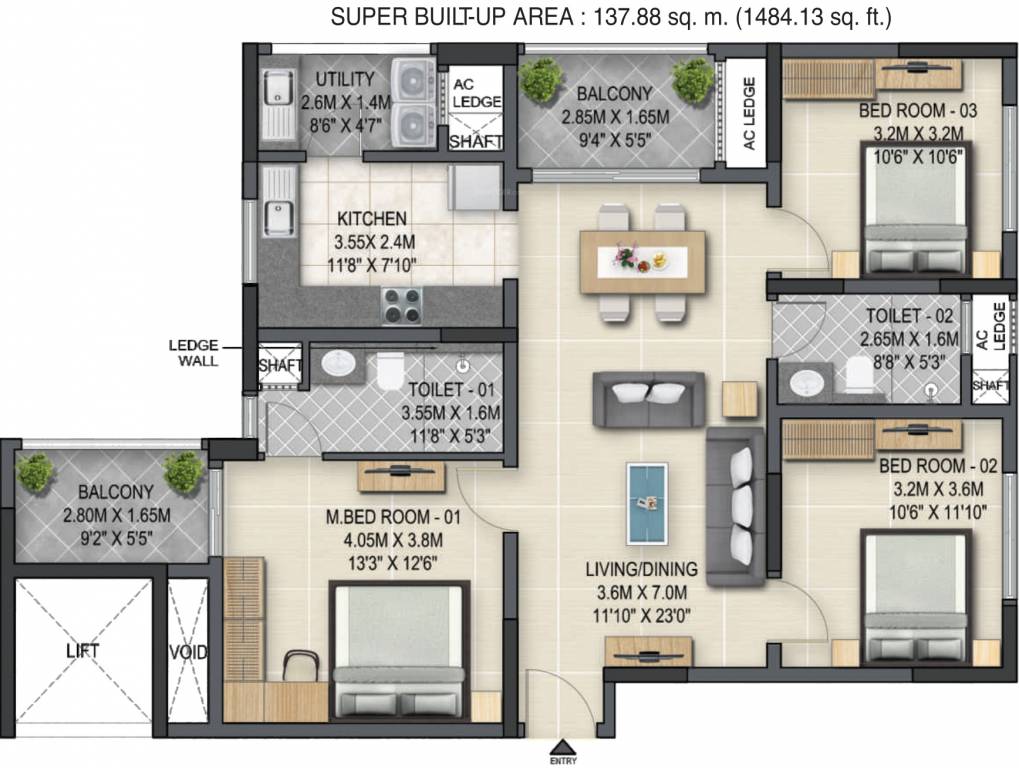 SUPER BUILT-UP AREA : 137.88 sq. m. (1484.13 sq. ft.)
UTILITY
2.6M X 1.4M
8'6" X 4'7"
AC
LEDGE
SHAFT
BALCONY
2.85M X 1.65M
9'4" X 5'5"
AC LEDGE
BED ROOM - 03
3.2M X 3.2M
10'6" X 10'6"
KITCHEN
3.55X 2.4M
11'8" X 7'10"
LEDGE
WALL
SHAFT
TOILET - 01
3.55M X 1.6M
11'8" X 5'3"
TOILET - 02
2.65M X 1.6M
8'8" X 5'3"
AC
LEDGE
SHAFT
BALCONY
2.80M X 1.65M
9'2" X 5'5"
M.BED ROOM - 01
4.05M X 3.8M
13'3" X 12'6"
BED ROOM - 02
3.2M X 3.6M
10'6" X 11'10"
LIVING/DINING
3.6M X 7.0M
11'10" X 23'0"
LIFT
VOID
ENTRY